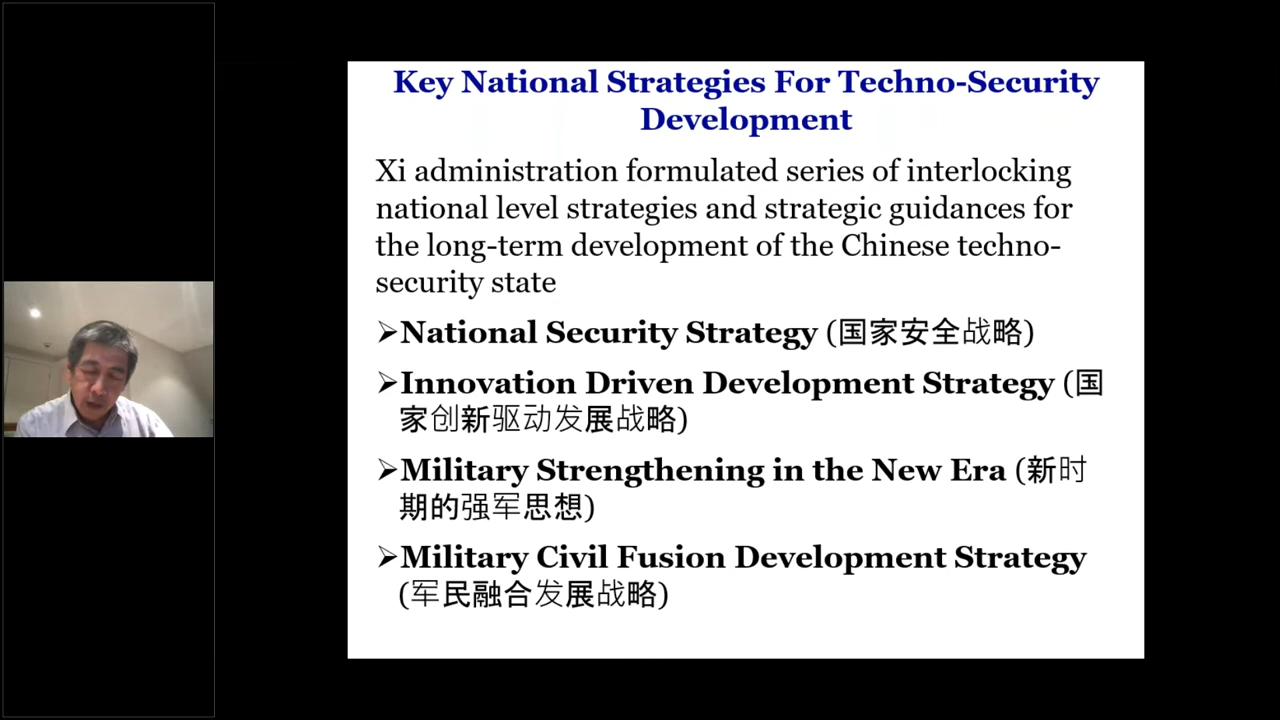 Key National Strategies For Techno-Security
Development
Xi administration formulated series of interlocking
national level strategies and strategic guidances for
the long-term development of the Chinese techno-
security state
➢National Security Strategy (国家安全战略)
➢Innovation Driven Development Strategy (国
家创新驱动发展战略)
➢Military Strengthening in the New Era (新时
期的强军思想)
➢Military Civil Fusion Development Strategy
(军民融合发展战略)